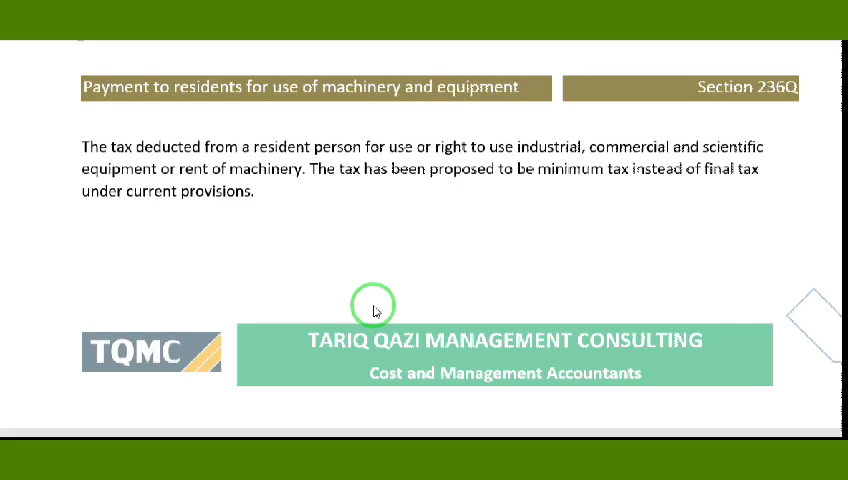 Payment to residents for use of machinery and equipment Section 236Q
The tax deducted from a resident person for use or right to use industrial, commercial and scientific
equipment or rent of machinery. The tax has been proposed to be minimum tax instead of final tax
under current provisions.
TQMC
TARIQ QAZI MANAGEMENT CONSULTING
Cost and Management Accountants